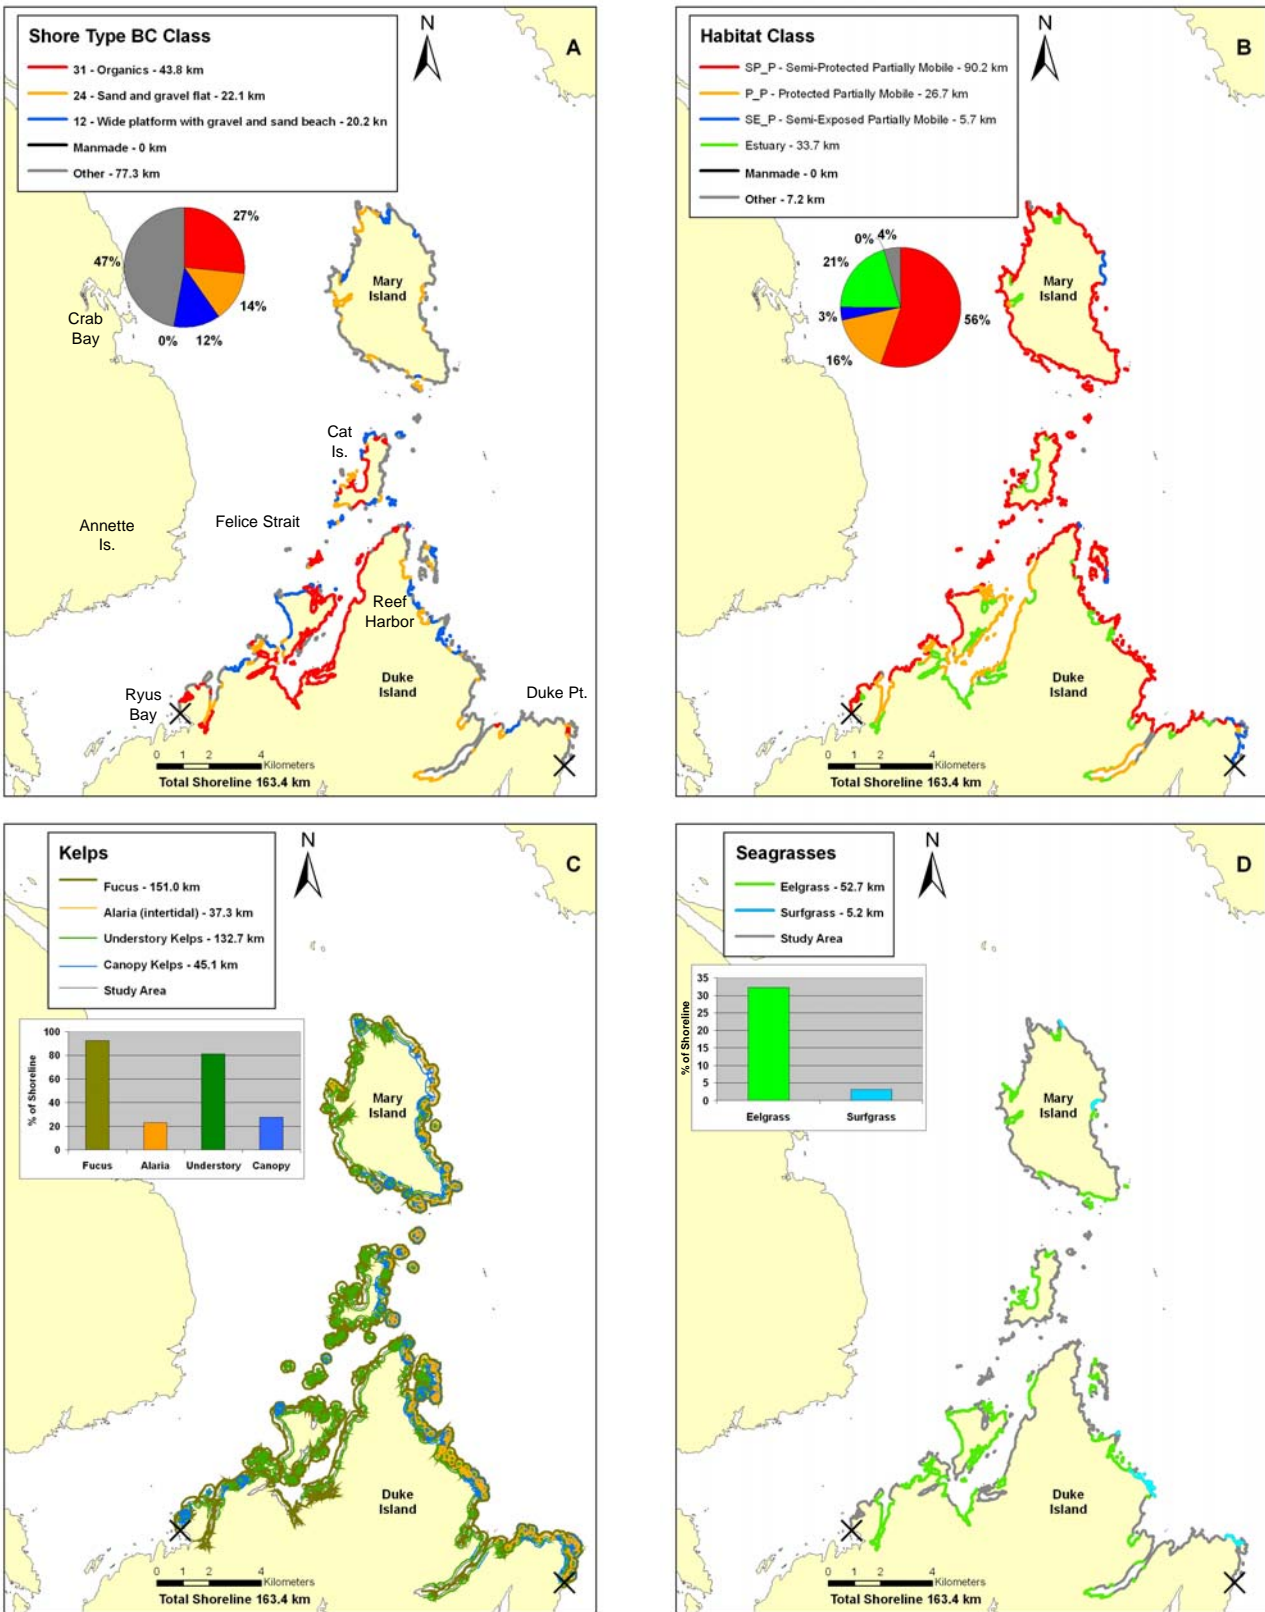 Shore Type BC Class
31 - Organics - 43.8 km
24 - Sand and gravel flat - 22.1 km
12 - Wide platform with gravel and sand beach - 20.2 kn
Manmade - 0 km
Other - 77.3 km
N
A
27%
47%
14%
0%
12%
Mary
Island
Crab
Bay
Cat
Is.
Annette
Is.
Felice Strait
Reef
Harbor
Duke
Island
Ryus
Bay
Duke Pt.
0 1 2 4
Kilometers
Total Shoreline 163.4 km
Habitat Class
SP_P - Semi-Protected Partially Mobile - 90.2 km
P_P - Protected Partially Mobile - 26.7 km
SE_P - Semi-Exposed Partially Mobile - 5.7 km
Estuary - 33.7 km
Manmade - 0 km
Other - 7.2 km
N
B
0% 4%
21%
3%
56%
16%
Mary
Island
Duke
Island
0 1 2 4
Kilometers
Total Shoreline 163.4 km
Kelps
Fucus - 151.0 km
Alaria (intertidal) - 37.3 km
Understory Kelps - 132.7 km
Canopy Kelps - 45.1 km
Study Area
N
C
% of Shoreline
100
80
60
40
20
0
Fucus Alaria Understory Canopy
Mary
Island
Duke
Island
0 1 2 4
Kilometers
Total Shoreline 163.4 km
Seagrasses
Eelgrass - 52.7 km
Surfgrass - 5.2 km
Study Area
N
D
% of Shoreline
35
30
25
20
15
10
5
0
Eelgrass Surfgrass
Mary
Island
Duke
Island
0 1 2 4
Kilometers
Total Shoreline 163.4 km